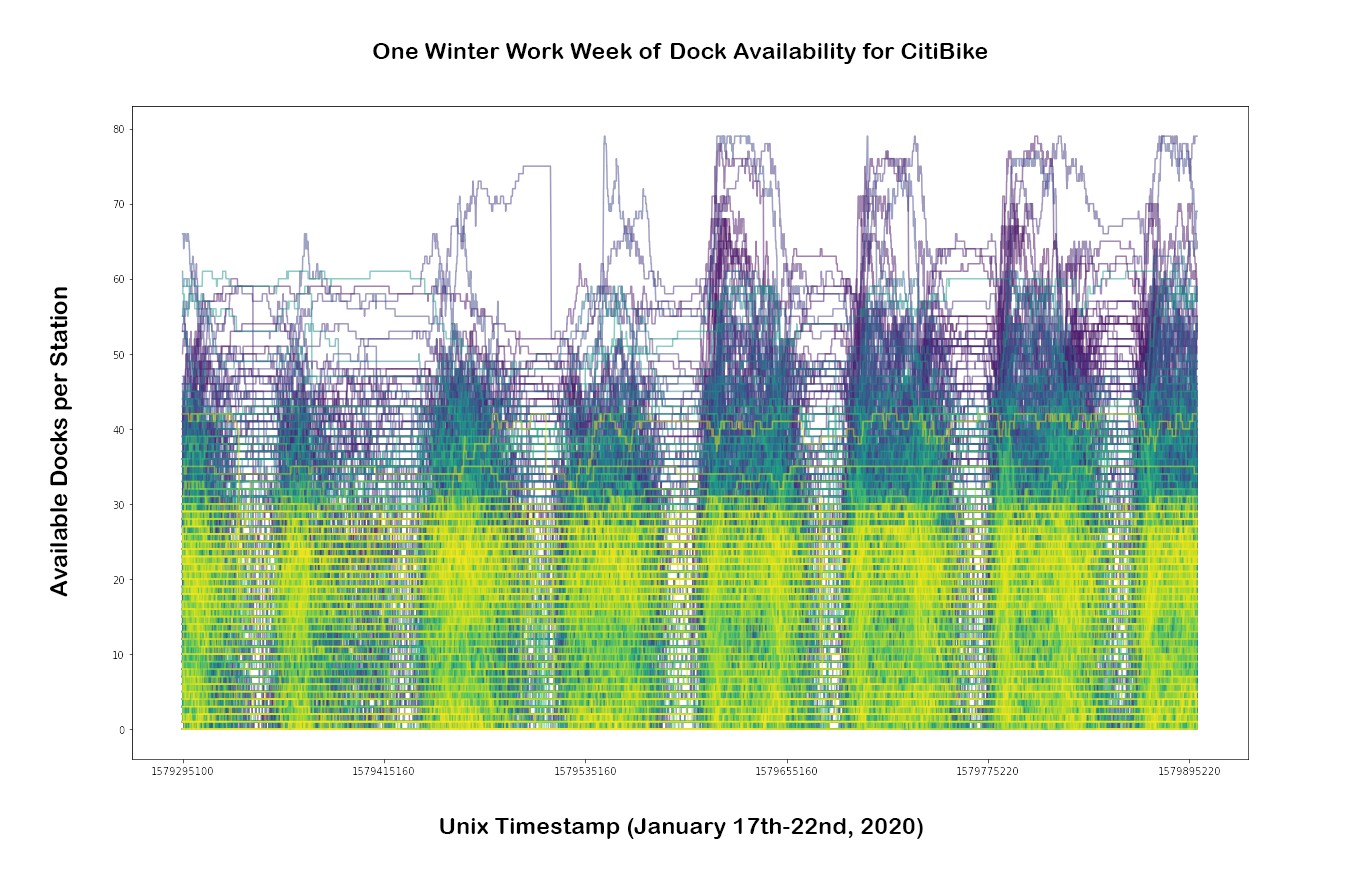 One Winter Work Week of Dock Availability for CitiBike
80
70
60
50
40
30
20
10
0
Available Docks per Station
1579295100 1579415160 1579535160 1579655160 1579775220 1579895220
Unix Timestamp (January 17th-22nd, 2020)